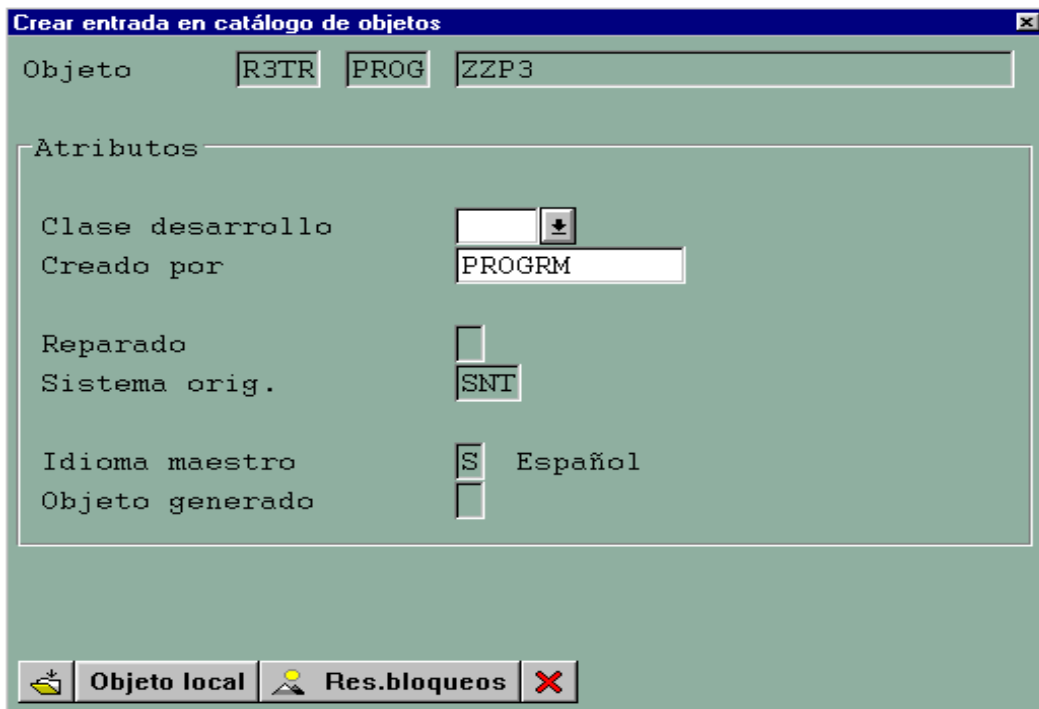 Crear entrada en catálogo de objetos
Objeto R3TR PROG ZZP3
Atributos
Clase desarrollo
Creado por PROGRM
Reparado
Sistema orig. SNT
Idioma maestro S Español
Objeto generado
Objeto local Res.bloqueos